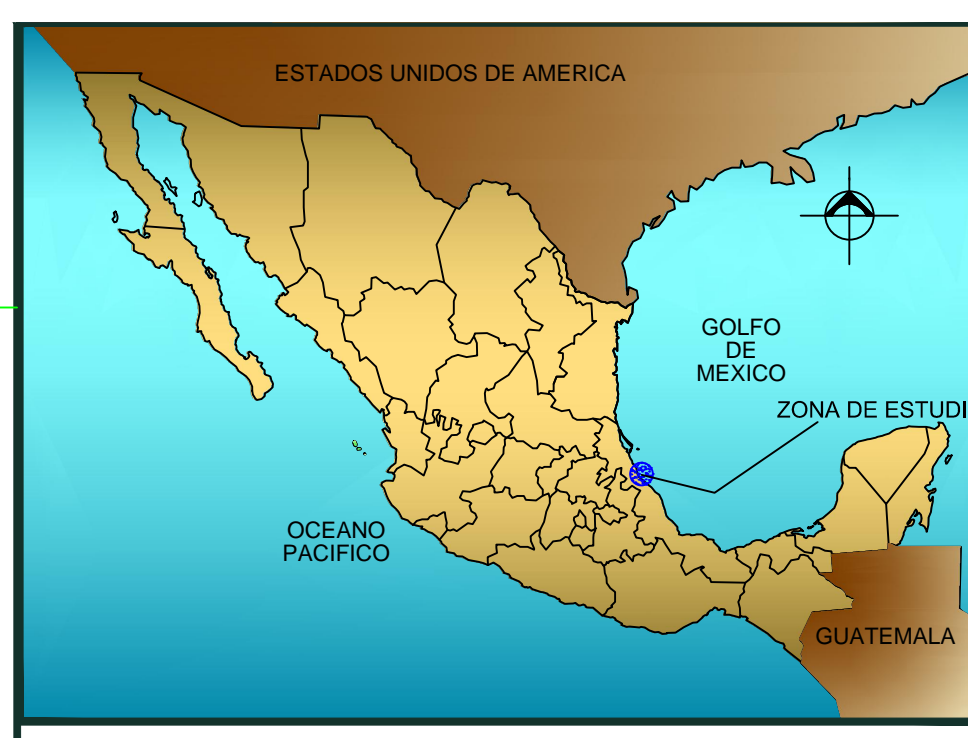 ESTADOS UNIDOS DE AMERICA
GOLFO
DE
MEXICO
ZONA DE ESTUDI
OCEANO
PACIFICO
GUATEMALA